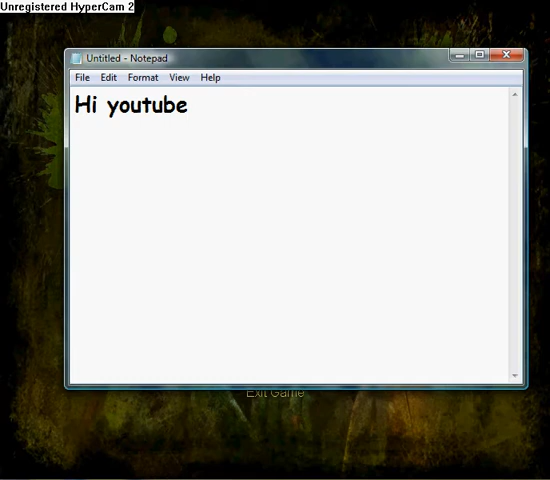 Unregistered HyperCam 2
Untitled - Notepad
File Edit Format View Help
Hi youtube
Exit Game